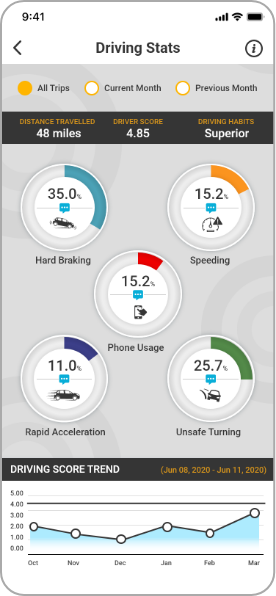 9:41
Driving Stats
All Trips Current Month Previous Month
DISTANCE TRAVELLED DRIVER SCORE DRIVING HABITS
48 miles 4.85 Superior
35.0% 15.2%
Hard Braking Speeding
15.2%
Phone Usage
11.0% 25.7%
Rapid Acceleration Unsafe Turning
DRIVING SCORE TREND (Jun 08, 2020 - Jun 11, 2020)
5.00
4.00
3.00
2.00
1.00
0.00
Oct Nov Dec Jan Feb Mar